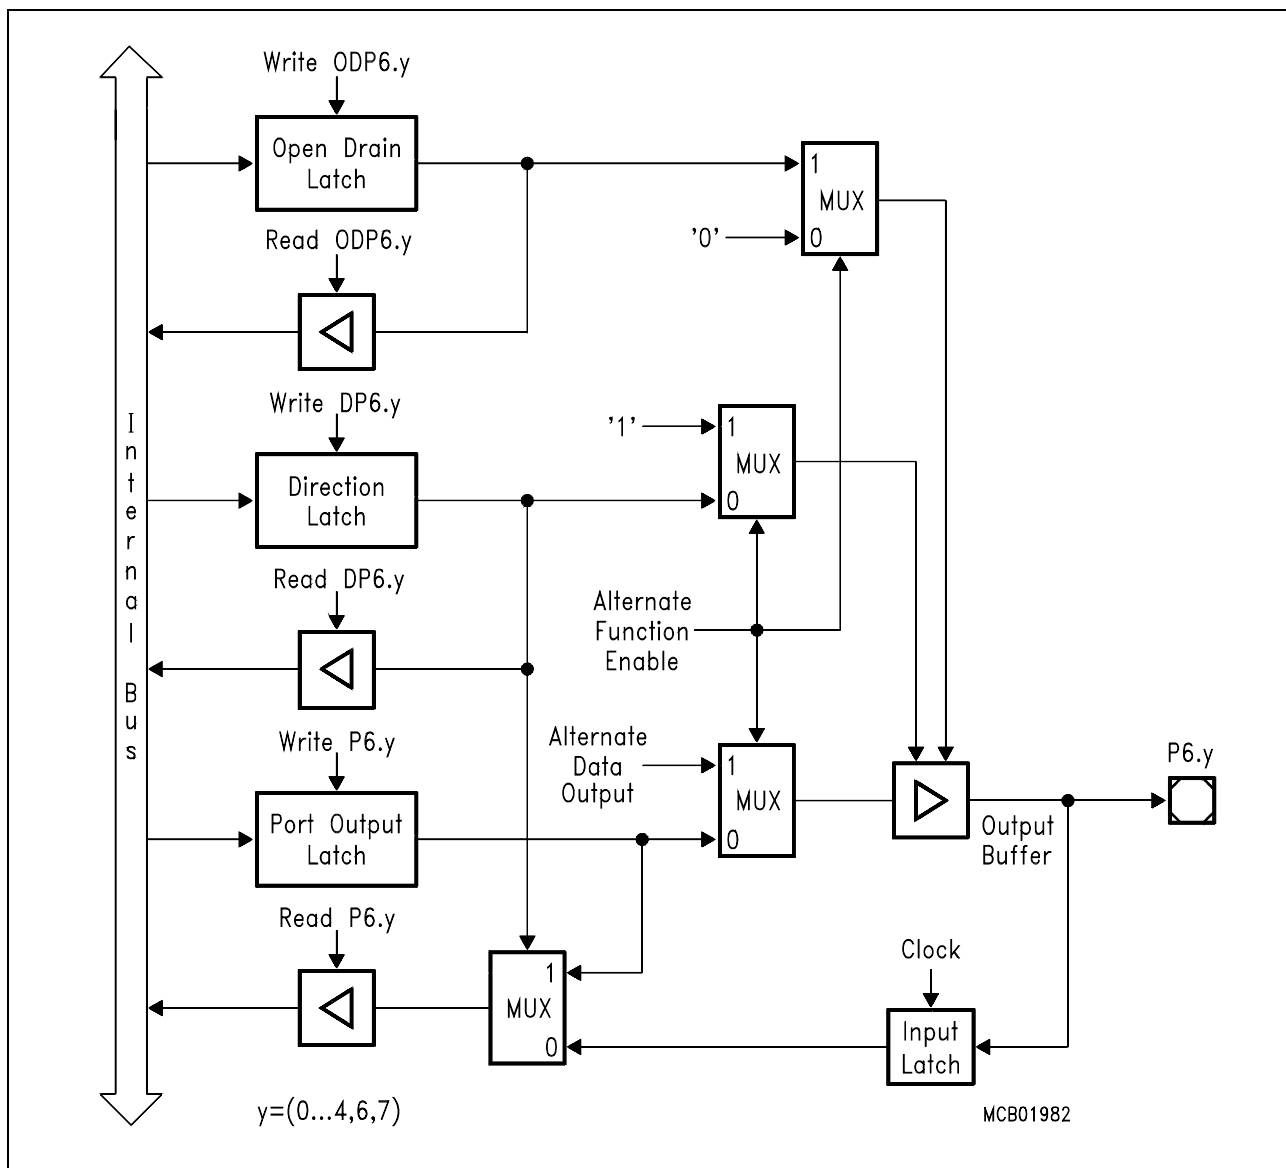 Write ODP6.y
Open Drain
Latch
1
MUX
'0'
0
Read ODP6.y
Write DP6.y
'1'
1
MUX
Direction
Latch
0
Read DP6.y
Alternate
Function
Enable
Internal Bus
Write P6.y
Alternate
Data
Output
1
MUX
0
P6.y
Port Output
Latch
Output
Buffer
Read P6.y
1
MUX
0
Clock
Input
Latch
y=(0...4,6,7)
MCB01982